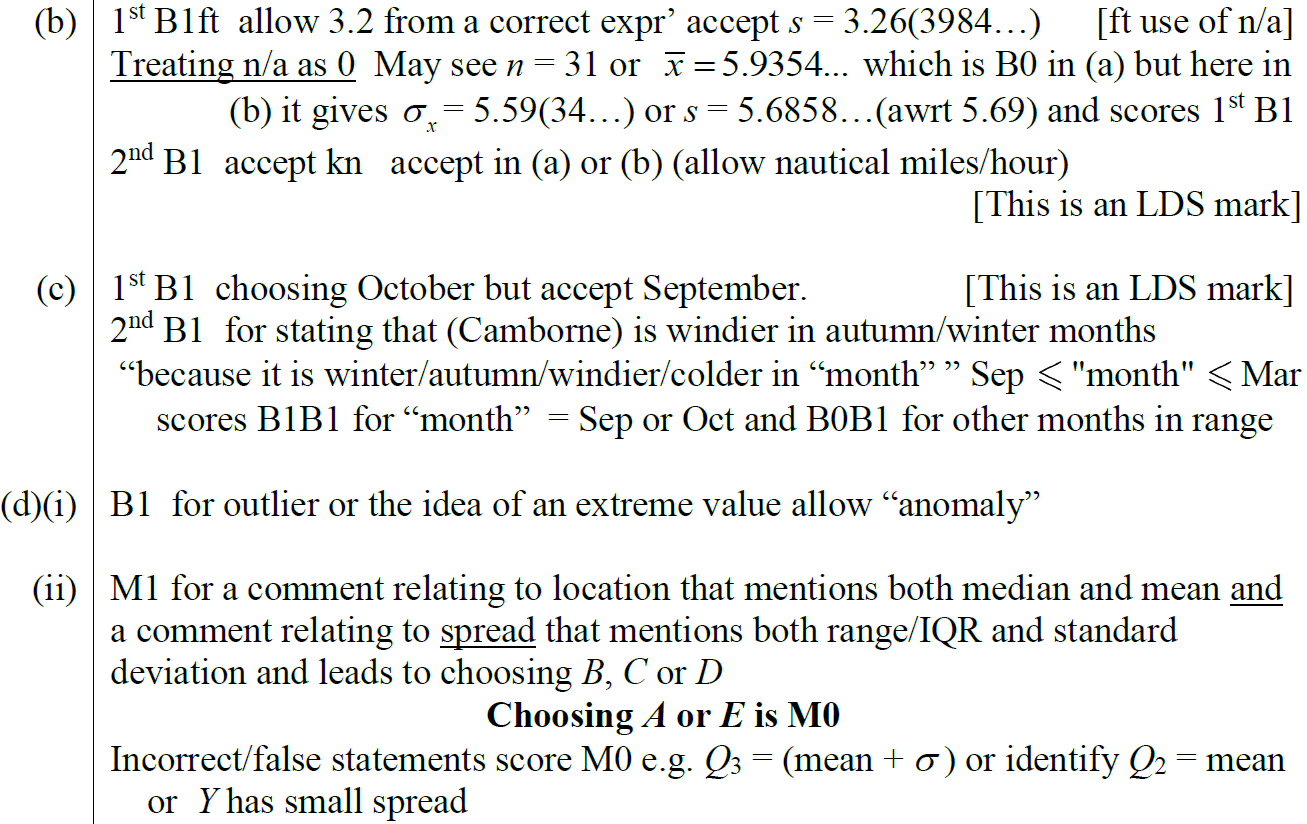 (b) 1st B1ft allow 3.2 from a correct expr’ accept s = 3.26(3984…) [ft use of n/a]
Treating n/a as 0 May see n = 31 or x̄ = 5.9354... which is B0 in (a) but here in
(b) it gives σₓ = 5.59(34…) or s = 5.6858…(awrt 5.69) and scores 1st B1
2nd B1 accept kn accept in (a) or (b) (allow nautical miles/hour)
[This is an LDS mark]
(c) 1st B1 choosing October but accept September. [This is an LDS mark]
2nd B1 for stating that (Camborne) is windier in autumn/winter months
“because it is winter/autumn/windier/colder in “month” ” Sep ⩽ "month" ⩽ Mar
scores B1B1 for “month” = Sep or Oct and B0B1 for other months in range
(d)(i) B1 for outlier or the idea of an extreme value allow “anomaly”
(ii) M1 for a comment relating to location that mentions both median and mean and
a comment relating to spread that mentions both range/IQR and standard
deviation and leads to choosing B, C or D
Choosing A or E is M0
Incorrect/false statements score M0 e.g. Q₃ = (mean + σ) or identify Q₂ = mean
or Y has small spread